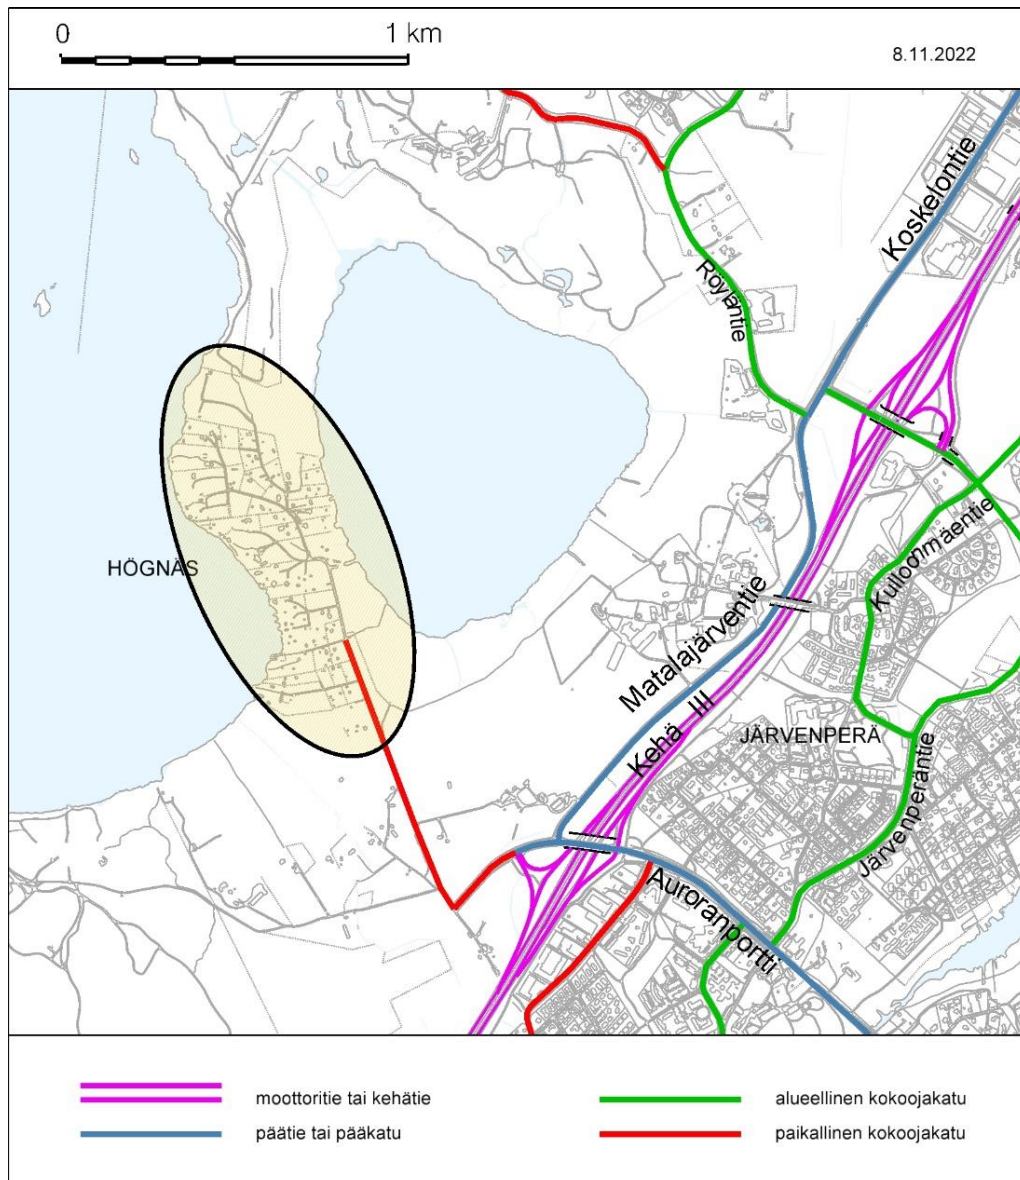 0 1 km
8.11.2022
Koskelontie
Röylantie
HÖGNÄS
Kulloonmäentie
Matalajärventie
Kehä III
JÄRVENPERÄ
Järvenperäntie
Auroranportti
moottoritie tai kehätie
alueellinen kokoojakatu
päätie tai pääkatu
paikallinen kokoojakatu